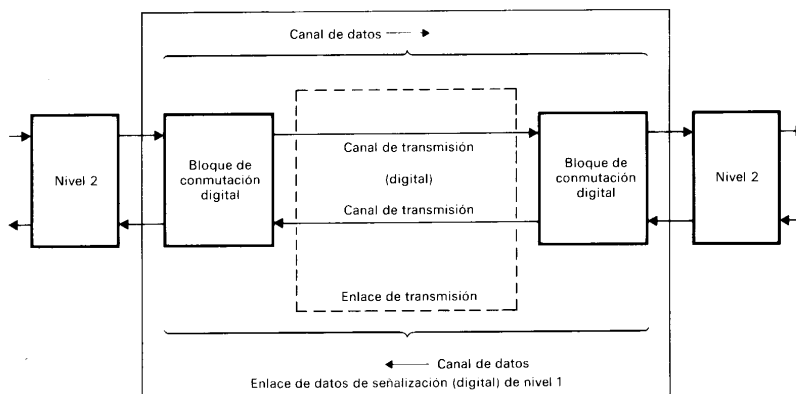 Canal de datos
Nivel 2
Bloque de
conmutación
digital
Canal de transmisión
(digital)
Canal de transmisión
Enlace de transmisión
Bloque de
conmutación
digital
Nivel 2
Canal de datos
Enlace de datos de señalización (digital) de nivel 1